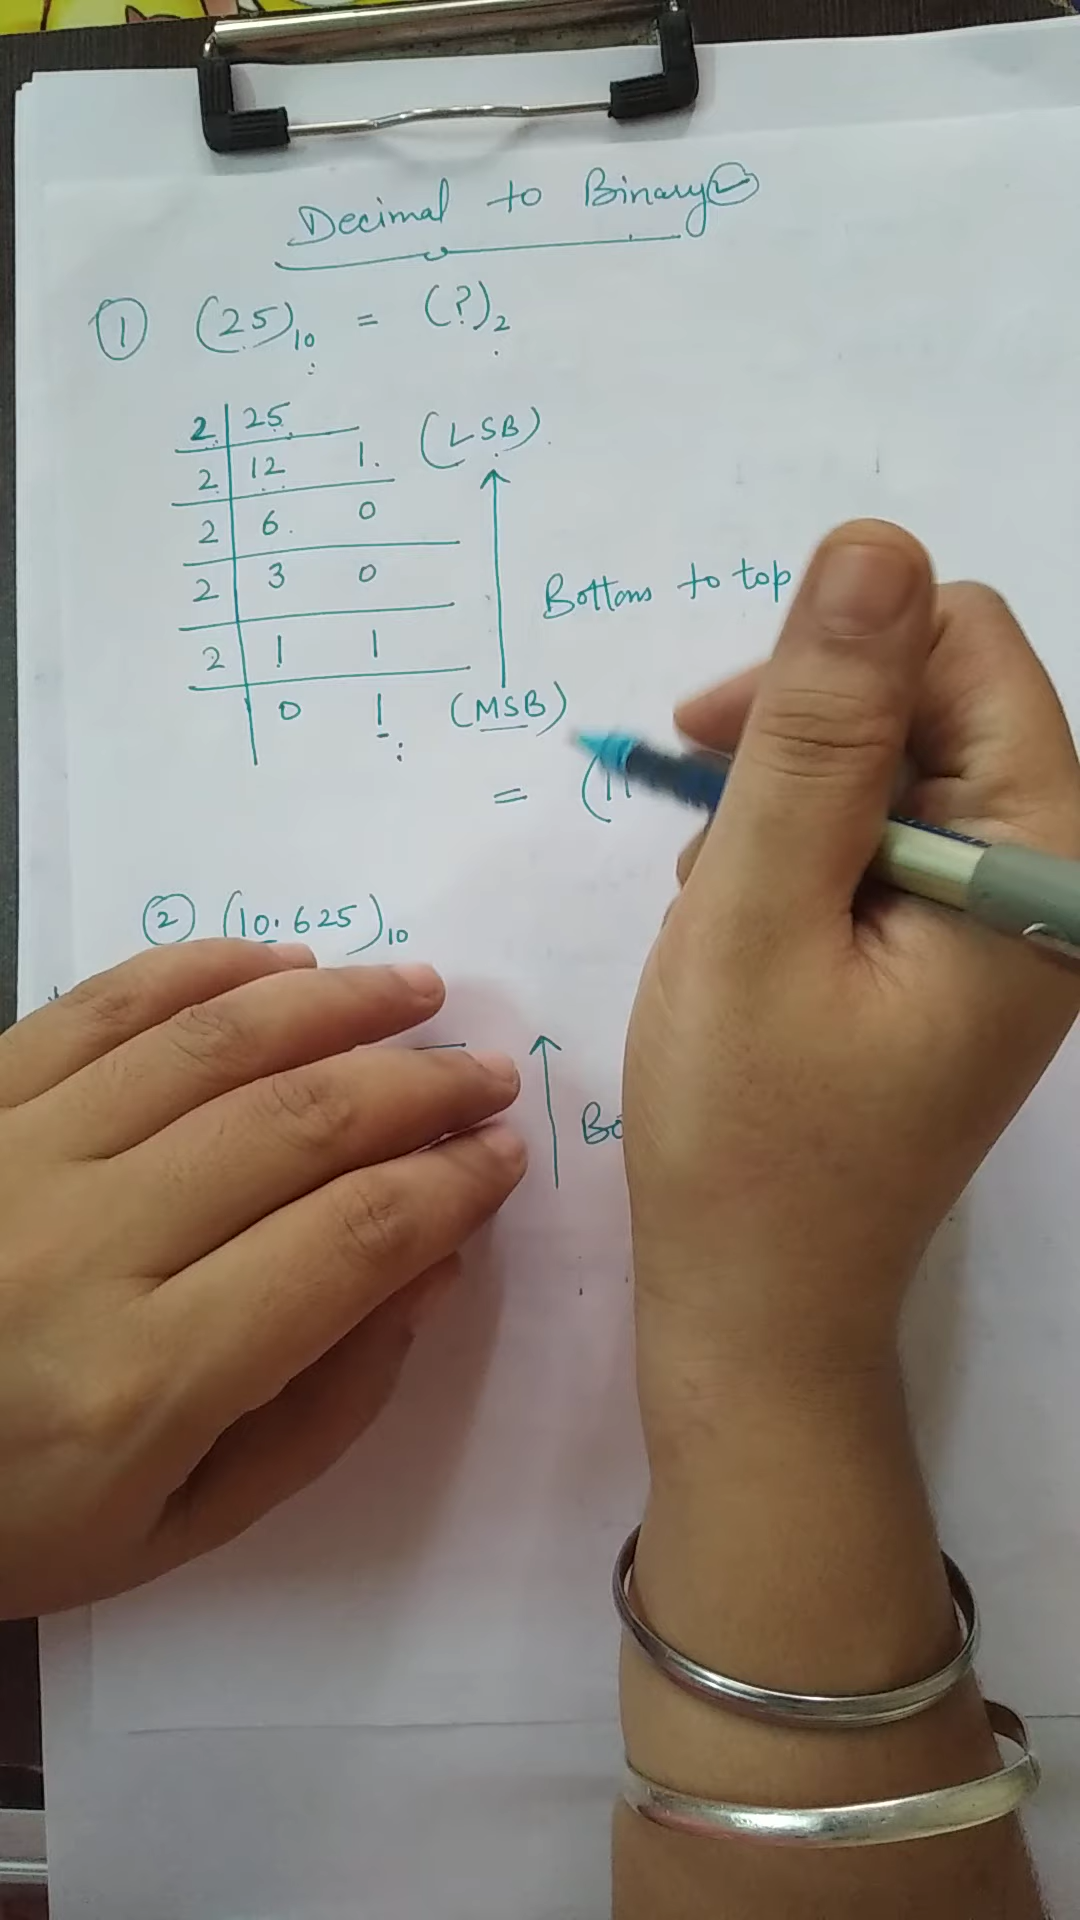 Decimal to Binary
① (25)10 = (?)2
2 | 25 (LSB)
2 | 12 1
2 | 6 0
2 | 3 0
Bottom to top
2 | 1 1
0 1 (MSB)
= (11
② (10.625)10